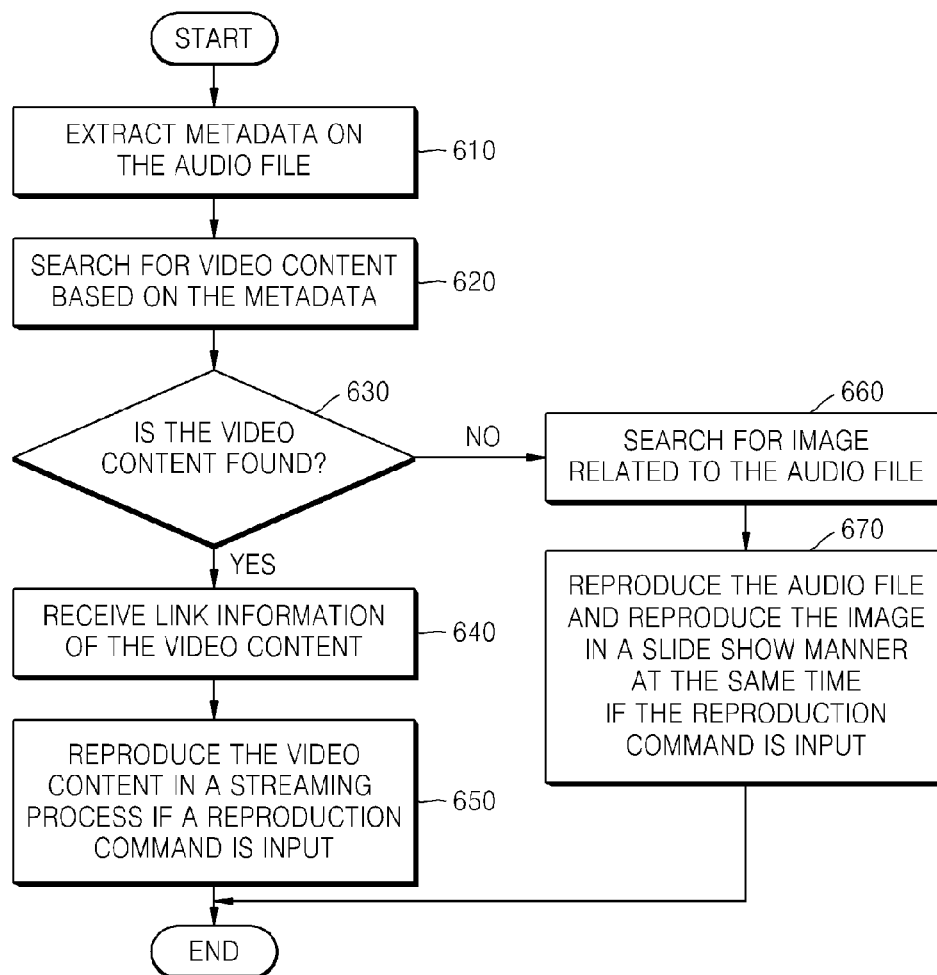 START
EXTRACT METADATA ON
THE AUDIO FILE
610
SEARCH FOR VIDEO CONTENT
BASED ON THE METADATA
620
630
IS THE VIDEO
CONTENT FOUND?
NO
YES
660
SEARCH FOR IMAGE
RELATED TO THE AUDIO FILE
670
REPRODUCE THE AUDIO FILE
AND REPRODUCE THE IMAGE
IN A SLIDE SHOW MANNER
AT THE SAME TIME
IF THE REPRODUCTION
COMMAND IS INPUT
RECEIVE LINK INFORMATION
OF THE VIDEO CONTENT
640
REPRODUCE THE VIDEO
CONTENT IN A STREAMING
PROCESS IF A REPRODUCTION
COMMAND IS INPUT
650
END